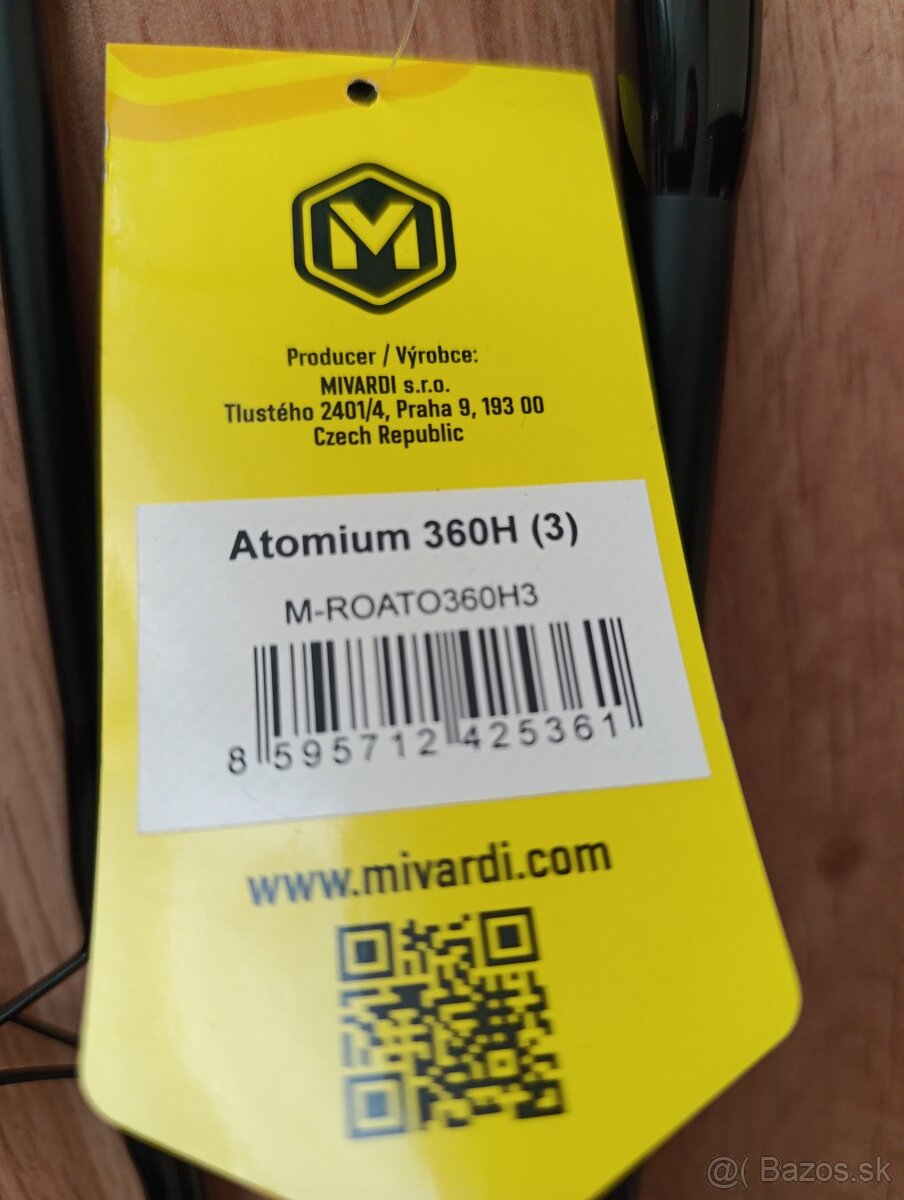 M
Producer / Výrobce:
MIVARDI s.r.o.
Tlustého 2401/4, Praha 9, 193 00
Czech Republic
Atomium 360H (3)
M-ROATO360H3
8 595712 425361
www.mivardi.com
@( Bazos.sk